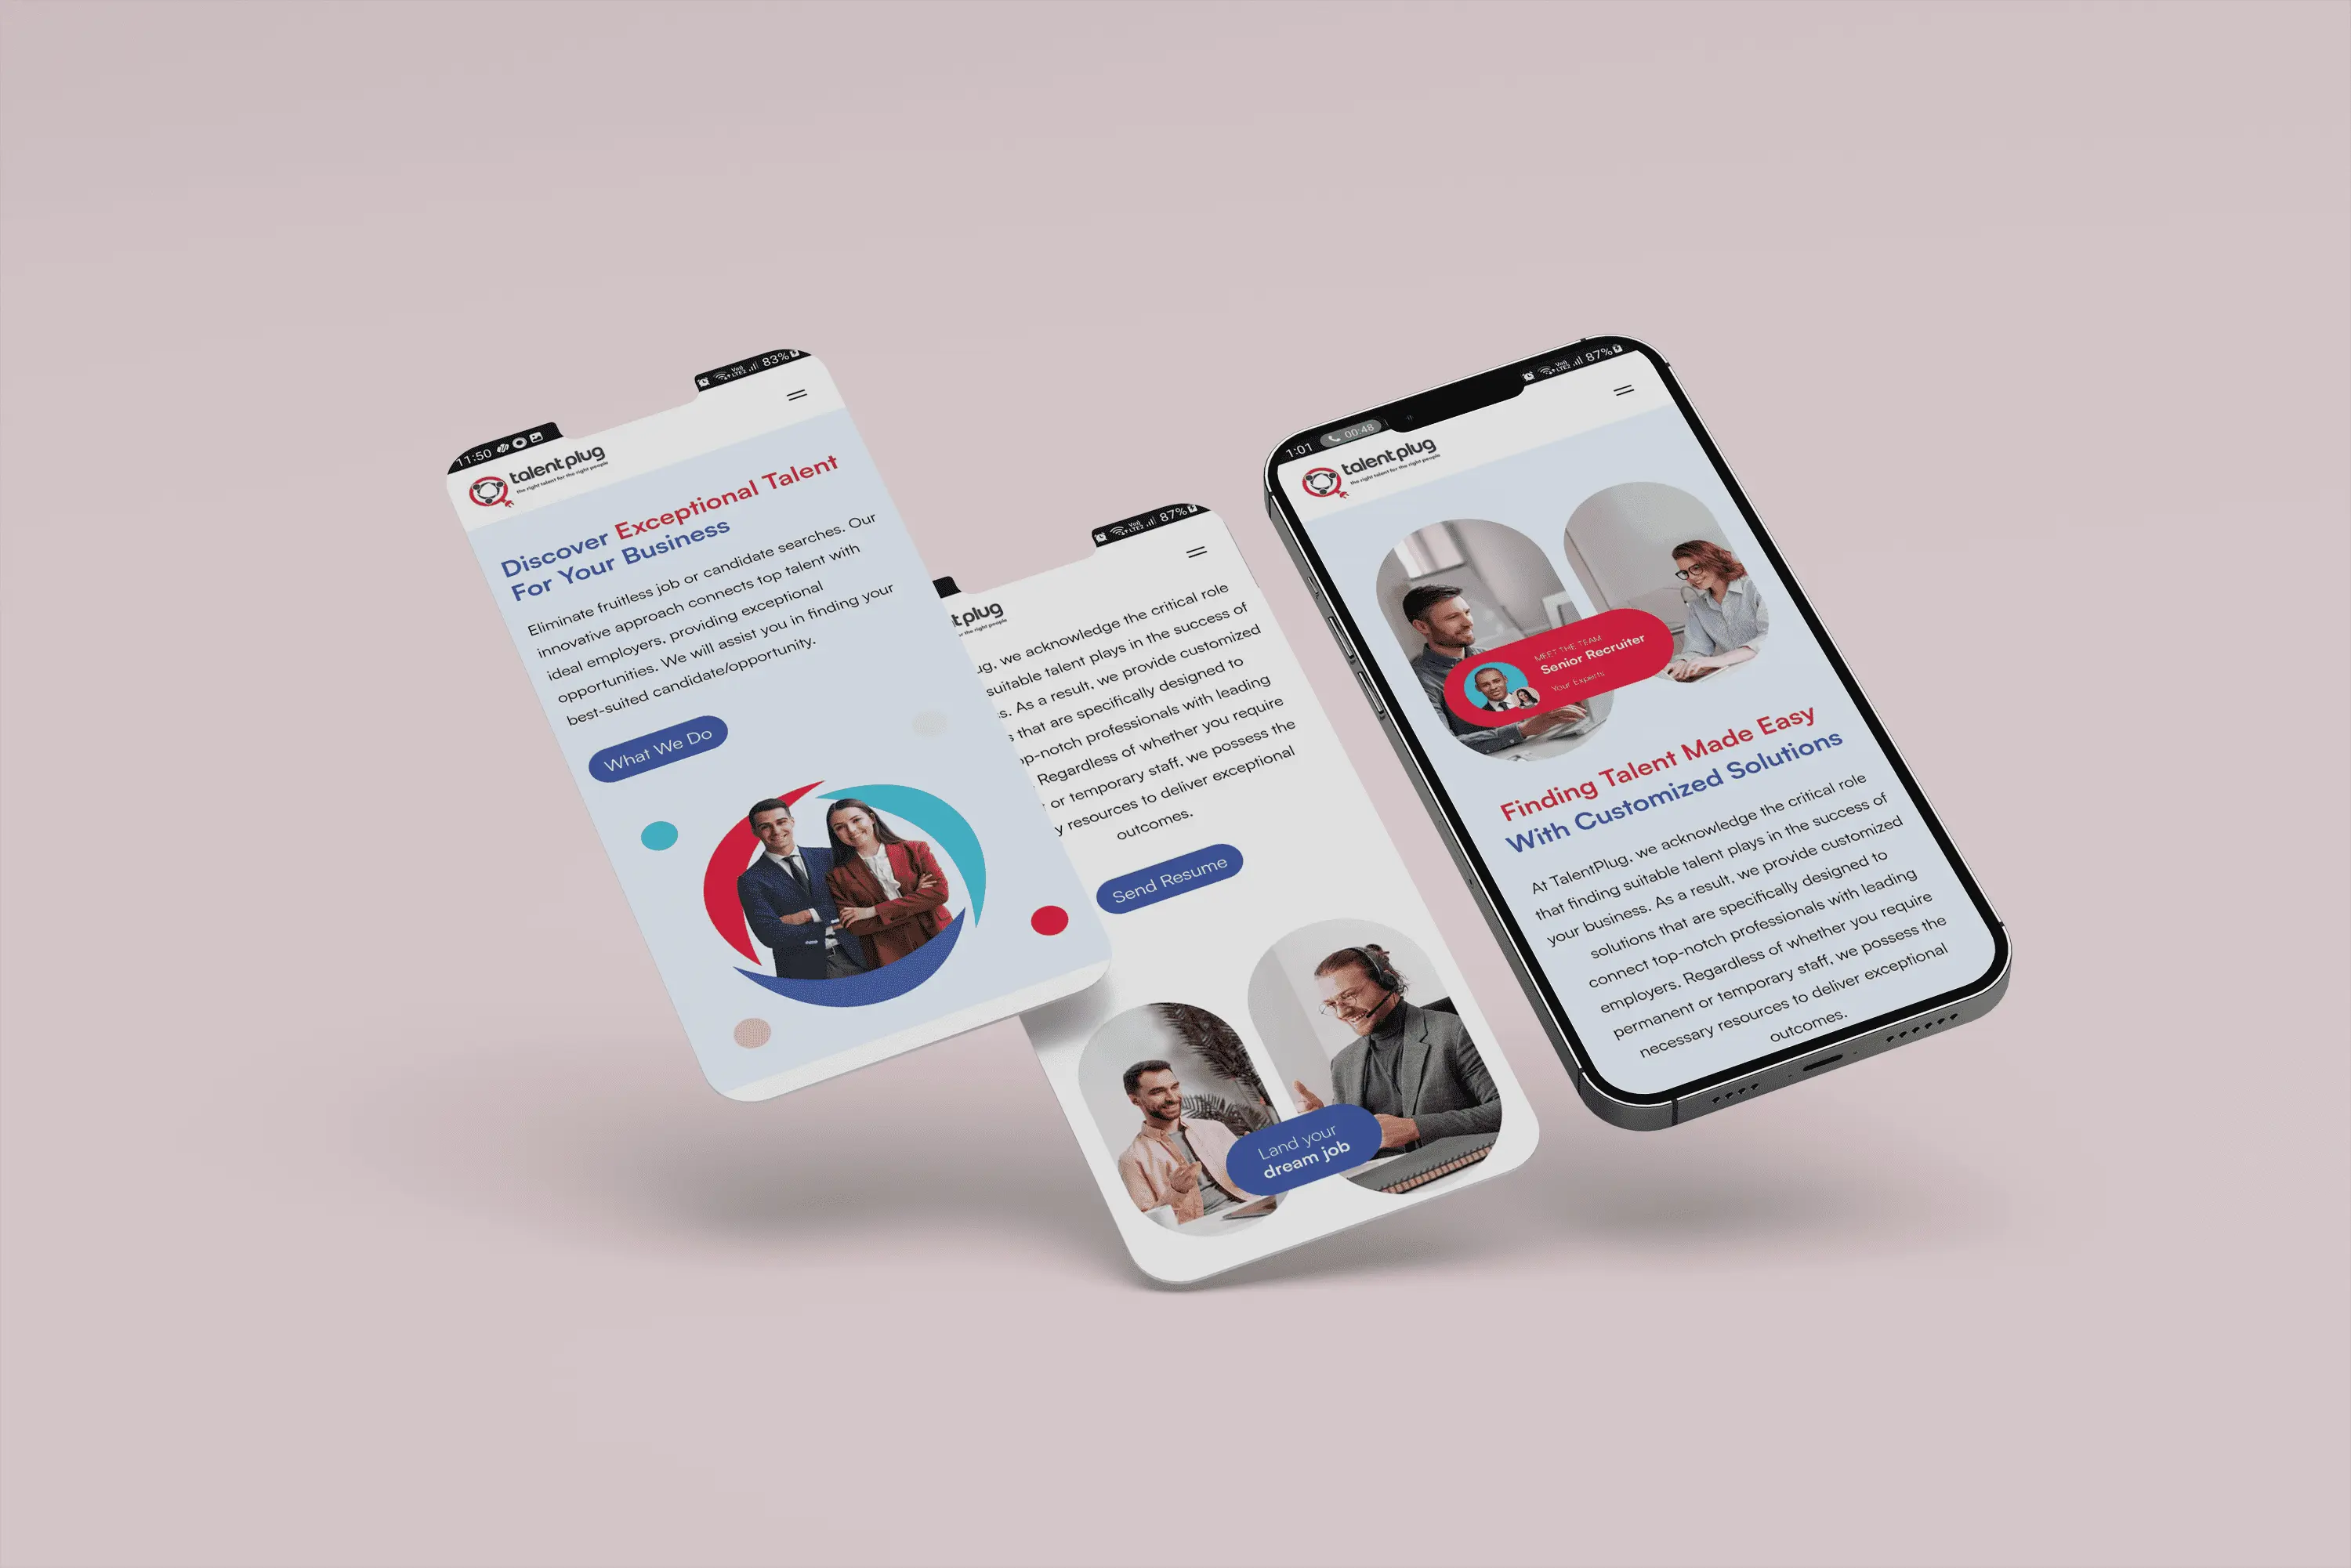 11:50
83%
talentplug
the right talent for the right people
Discover Exceptional Talent
For Your Business
Eliminate fruitless job or candidate searches. Our
innovative approach connects top talent with
ideal employers, providing exceptional
opportunities. We will assist you in finding your
best-suited candidate/opportunity.
What We Do
87%
tplug
for the right people
ug, we acknowledge the critical role
suitable talent plays in the success of
s. As a result, we provide customized
s that are specifically designed to
op-notch professionals with leading
Regardless of whether you require
or temporary staff, we possess the
y resources to deliver exceptional
outcomes.
Send Resume
Land your
dream job
1:01
00:48
87%
talentplug
the right talent for the right people
MEET THE TEAM
Senior Recruiter
Your Experts
Finding Talent Made Easy
With Customized Solutions
At TalentPlug, we acknowledge the critical role
that finding suitable talent plays in the success of
your business. As a result, we provide customized
solutions that are specifically designed to
connect top-notch professionals with leading
employers. Regardless of whether you require
permanent or temporary staff, we possess the
necessary resources to deliver exceptional
outcomes.